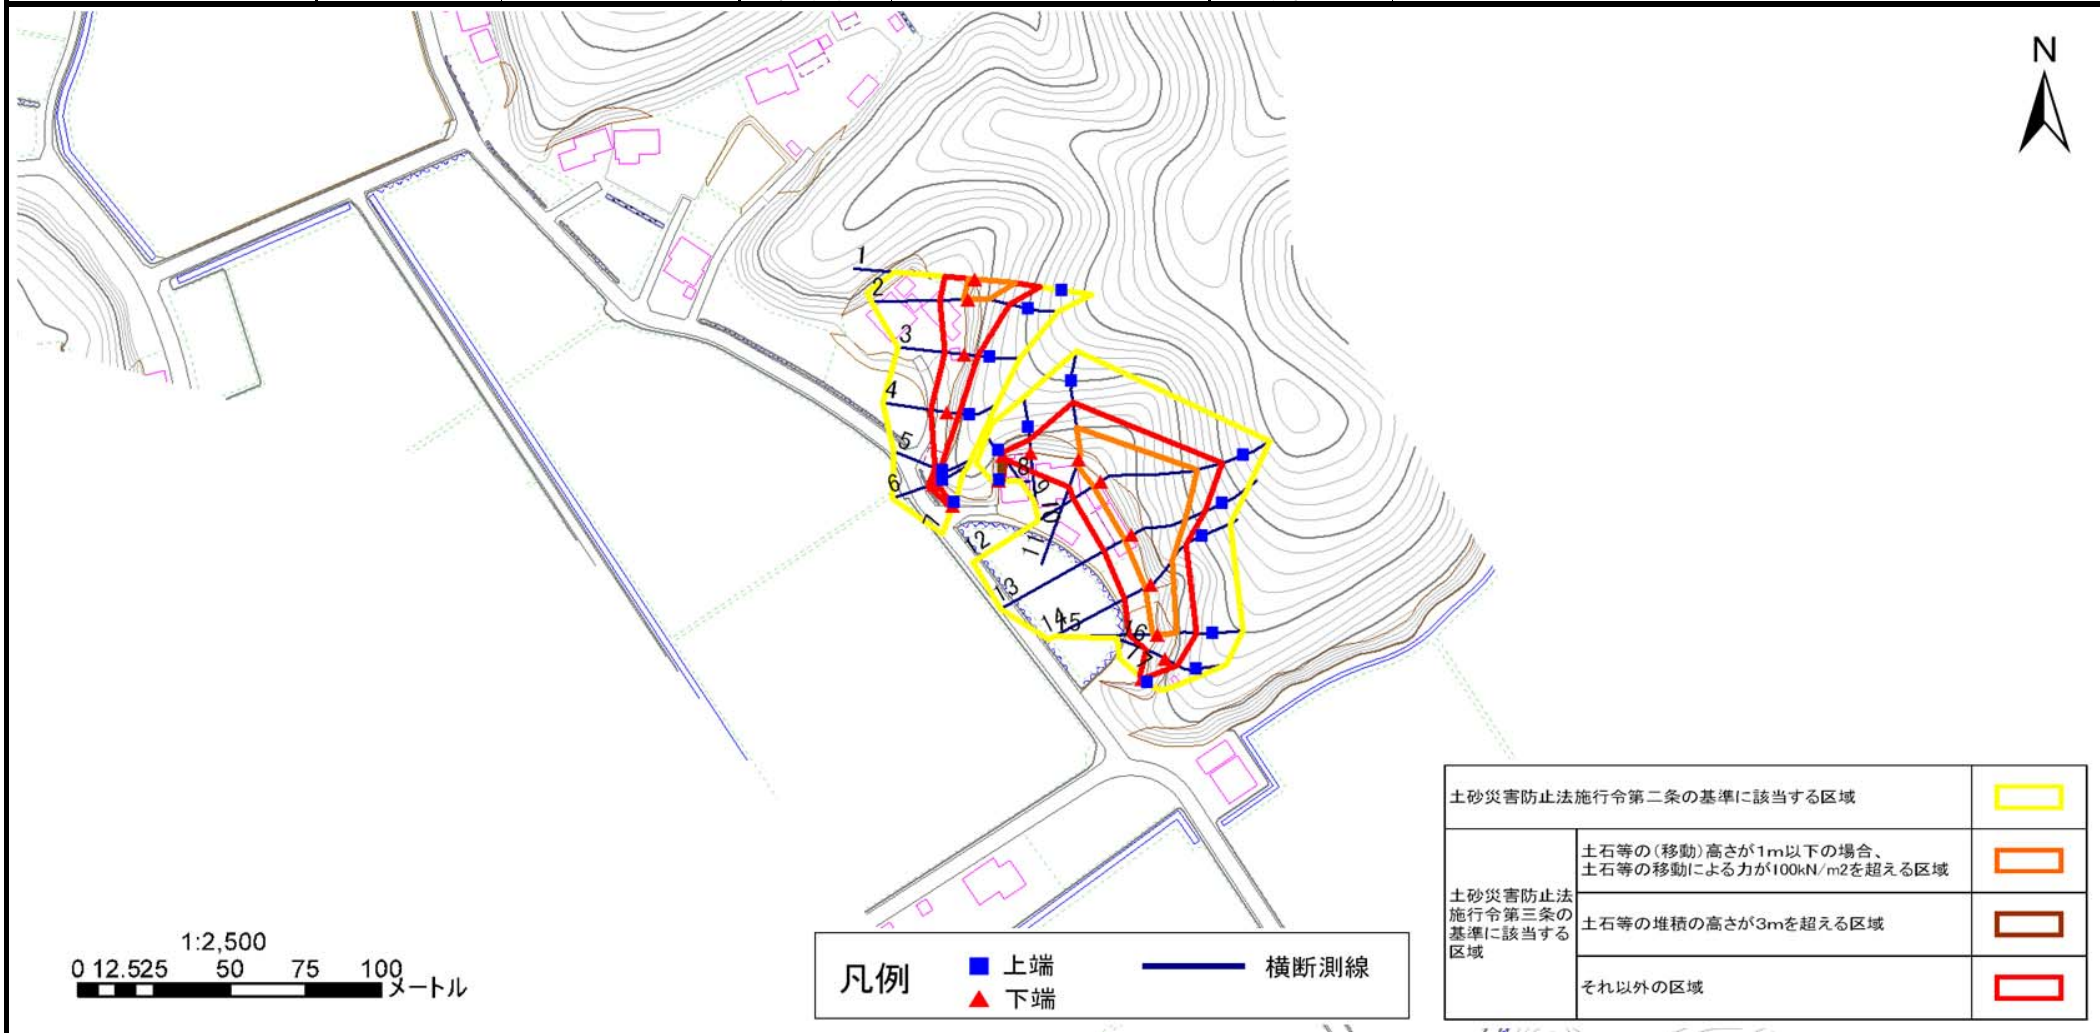 N
1
2
3
4
5
6
7
8
9
10
11
12
13
14
15
16
17
土砂災害防止法施行令第二条の基準に該当する区域
土砂災害防止法
施行令第三条の
基準に該当する
区域
土石等の(移動)高さが1m以下の場合、
土石等の移動による力が100kN/m2を超える区域
土石等の堆積の高さが3mを超える区域
それ以外の区域
1:2,500
0 12.525 50 75 100
メートル
凡例
上端
下端
横断測線